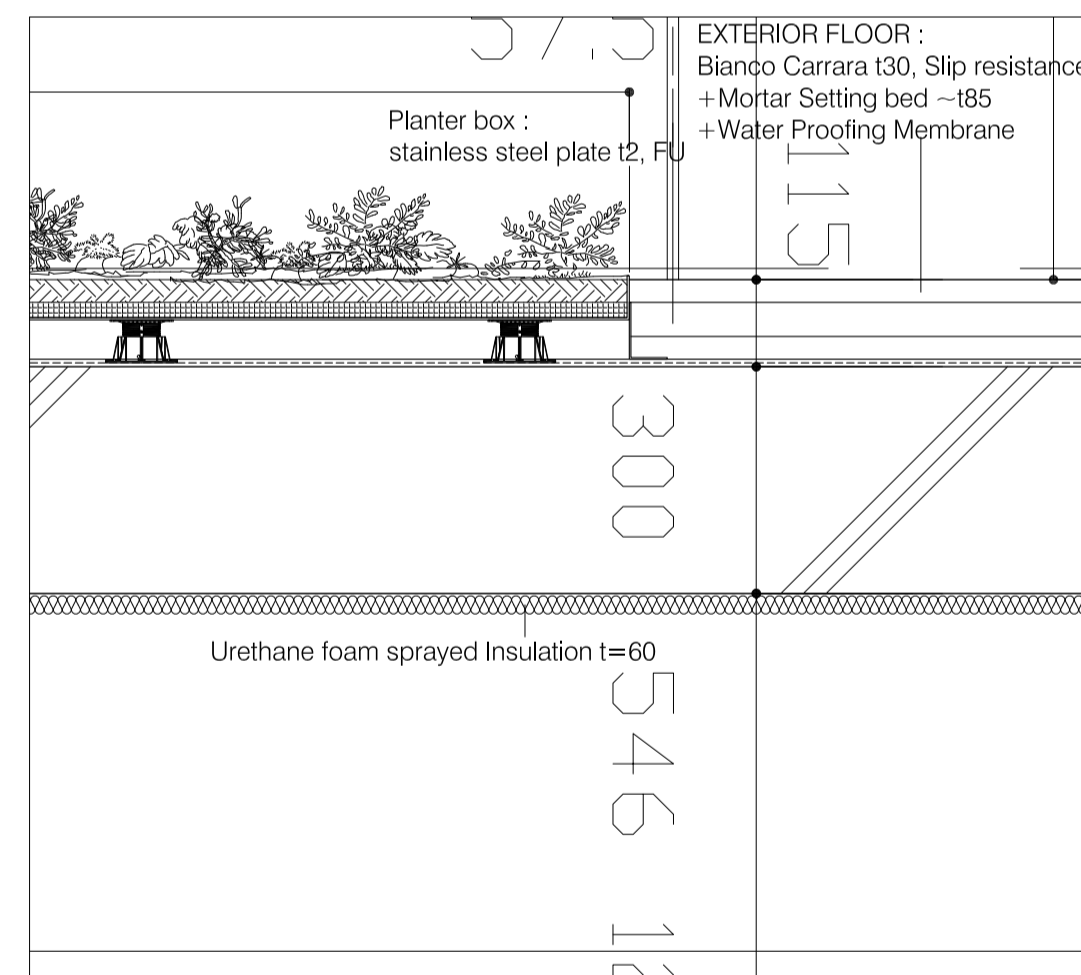 EXTERIOR FLOOR :
Bianco Carrara t30, Slip resistance
+Mortar Setting bed ~t85
+Water Proofing Membrane
Planter box :
stainless steel plate t2, FU
115
300
Urethane foam sprayed Insulation t=60
546